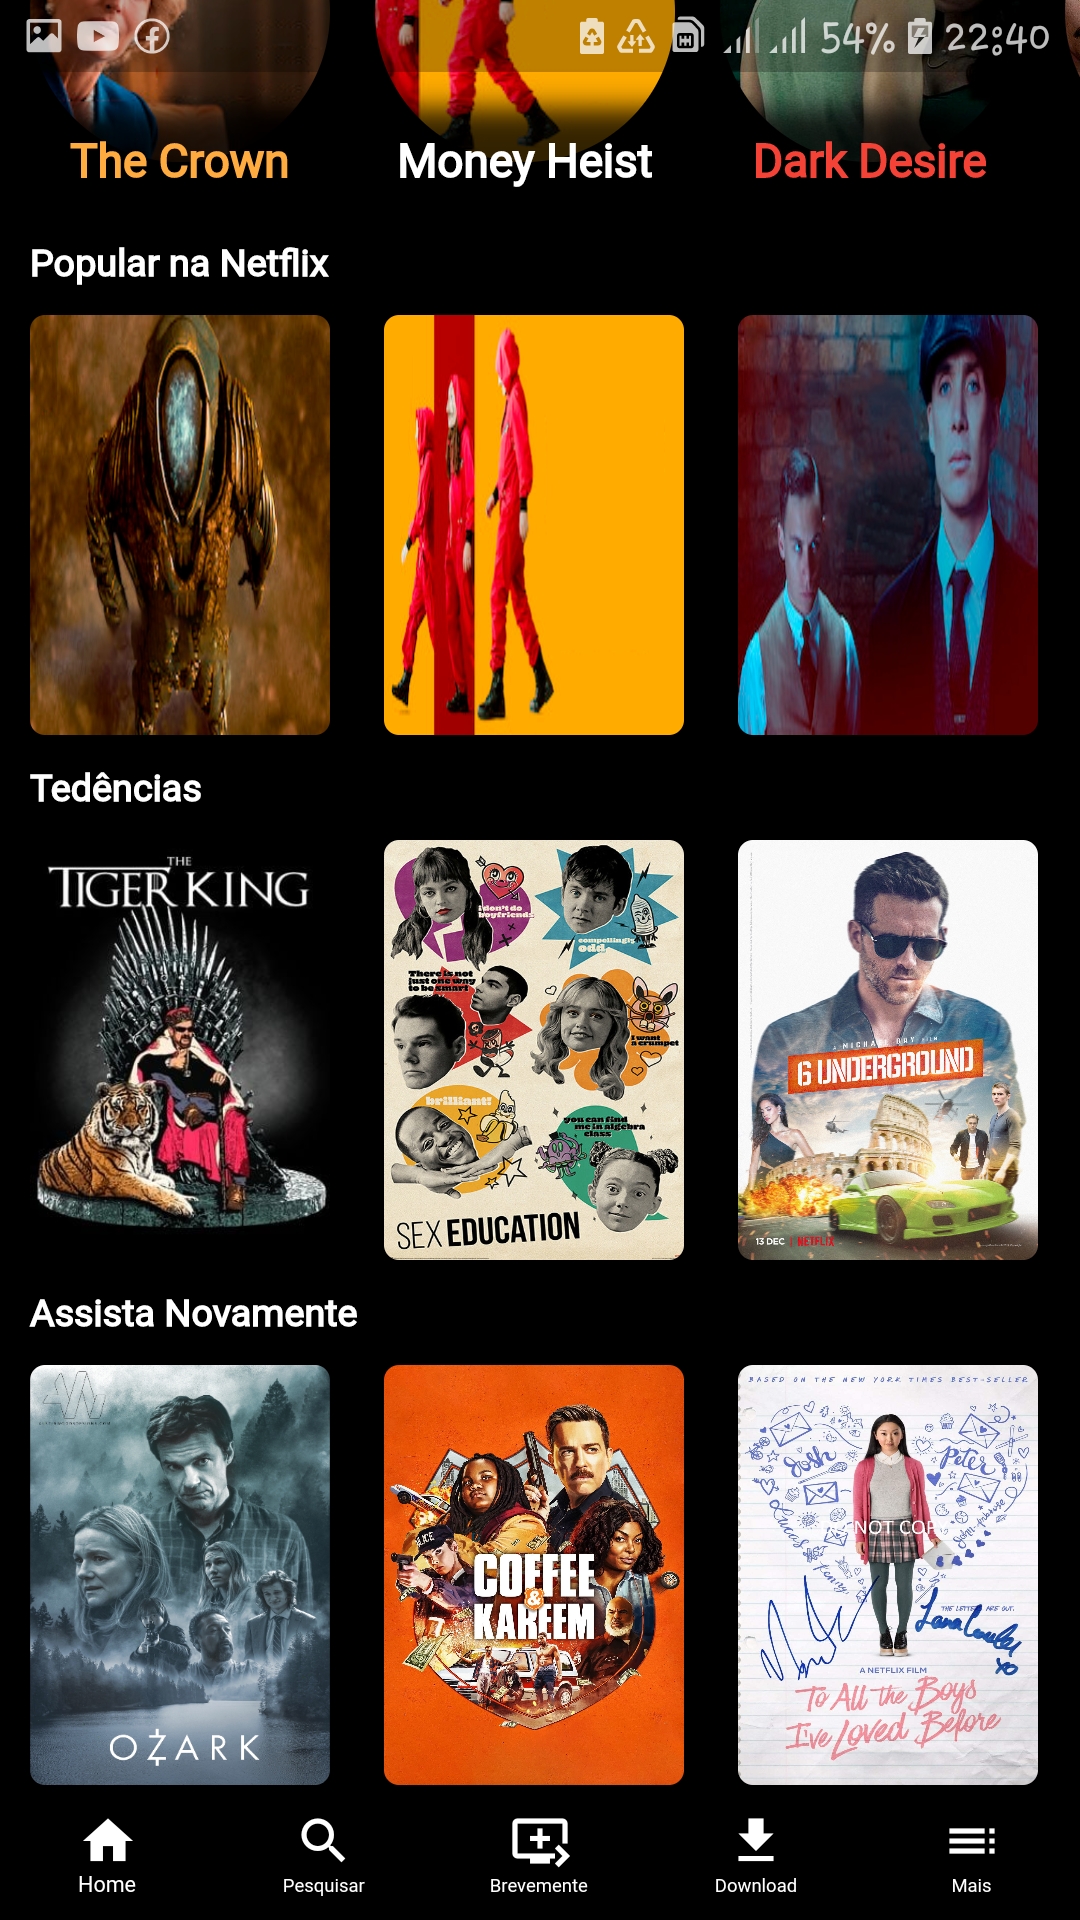 54% 22:40
The Crown Money Heist Dark Desire
Popular na Netflix
Tedências
THE
TIGER KING
i don't do
boyfriends
compellingly
odd
There is not
just one way
to be smart
I want
a crumpet
brilliant!
you can find
me in algebra
class
SEX EDUCATION
A MICHAEL BAY FILM
6 UNDERGROUND
13 DEC | NETFLIX
Assista Novamente
OZARK
POLICE
COFFEE
&
KAREEM
BASED ON THE NEW YORK TIMES BEST-SELLER
Josh
Peter
Lucas
Kenny
John Ambrose
NOT COP
THE LETTERS ARE OUT.
xo
A NETFLIX FILM
To All the Boys
I've Loved Before
Home Pesquisar Brevemente Download Mais